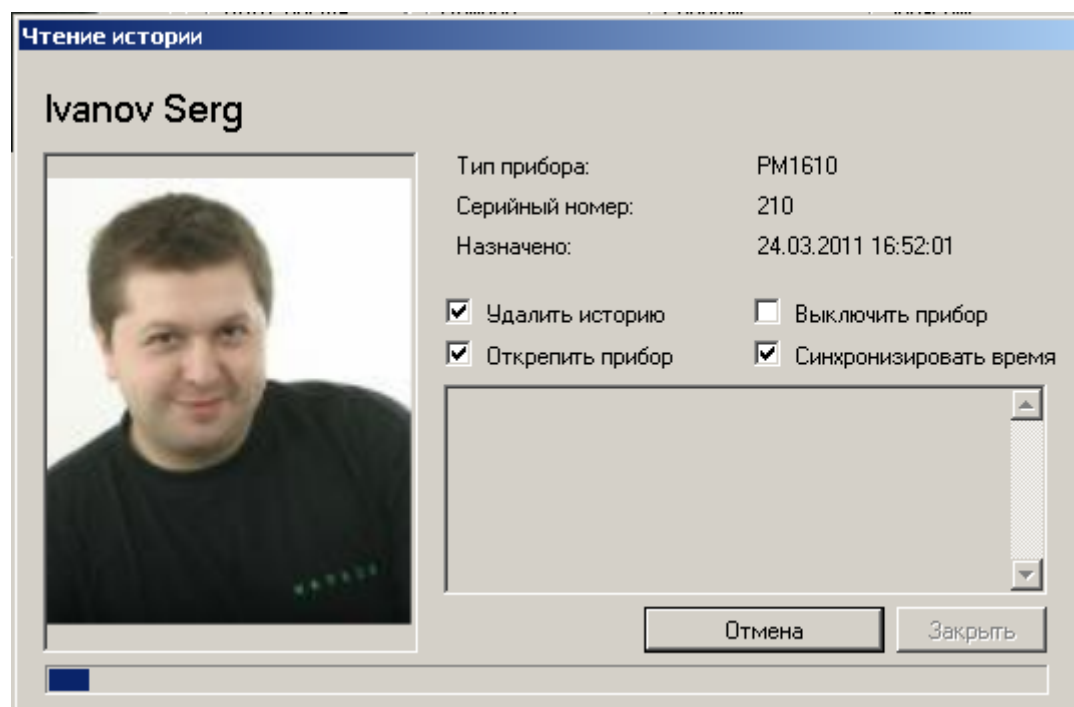 Чтение истории
Ivanov Serg
Тип прибора: PM1610
Серийный номер: 210
Назначено: 24.03.2011 16:52:01
Удалить историю Выключить прибор
Открепить прибор Синхронизировать время
Отмена Закрыть